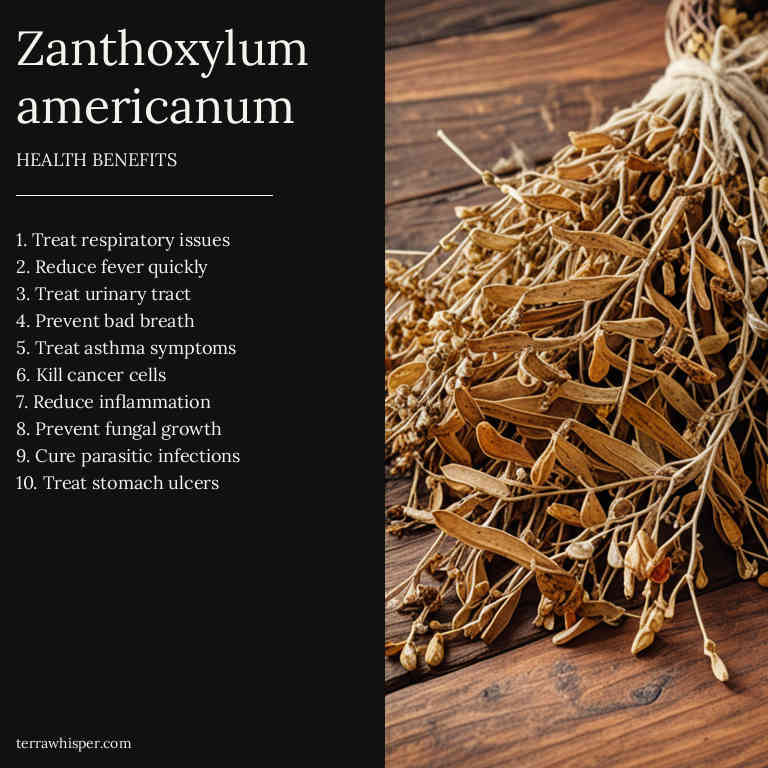 Zanthoxylum
americanum
HEALTH BENEFITS
1. Treat respiratory issues
2. Reduce fever quickly
3. Treat urinary tract
4. Prevent bad breath
5. Treat asthma symptoms
6. Kill cancer cells
7. Reduce inflammation
8. Prevent fungal growth
9. Cure parasitic infections
10. Treat stomach ulcers
terrawhisper.com